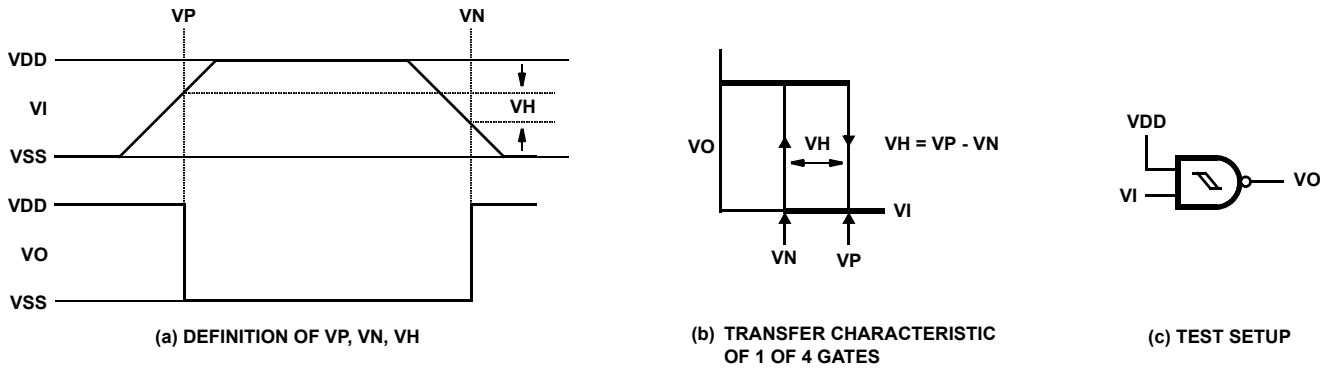 VP
VN
VDD
VI
VH
VSS
VDD
VO
VSS
(a) DEFINITION OF VP, VN, VH
VO
VH
VH = VP - VN
VI
VN
VP
(b) TRANSFER CHARACTERISTIC
OF 1 OF 4 GATES
VDD
VI
VO
(c) TEST SETUP